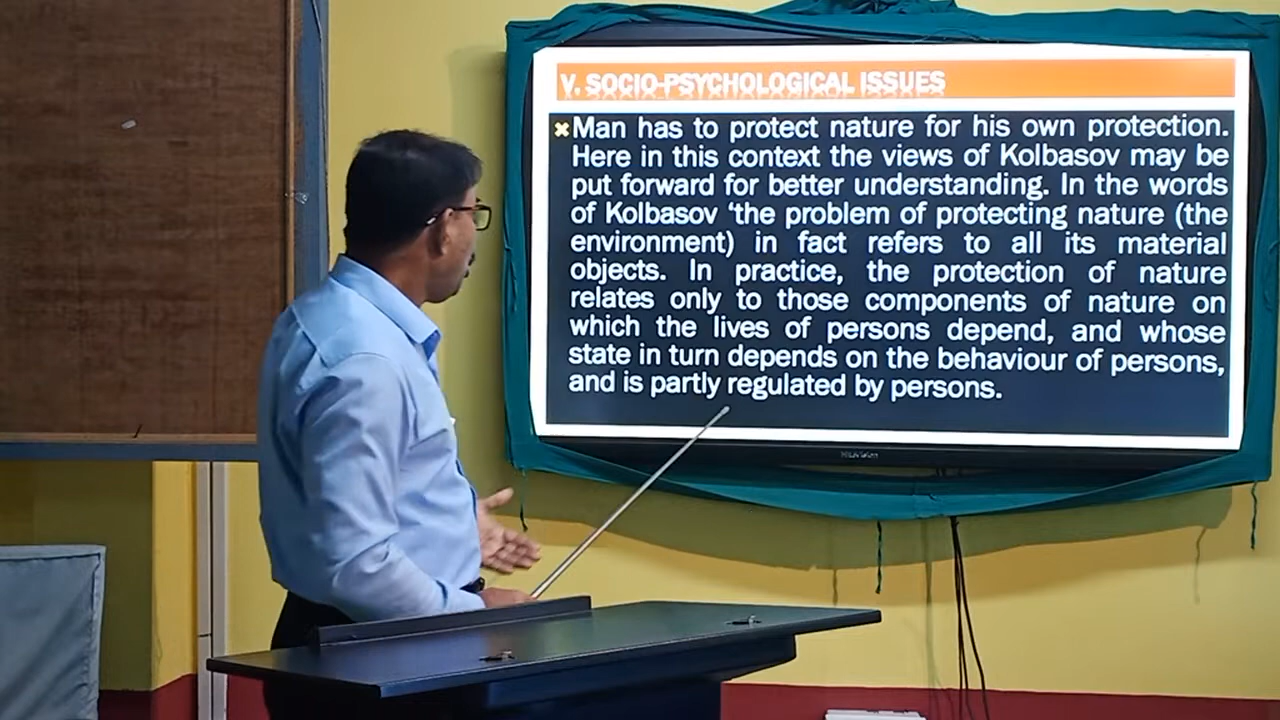 V. SOCIO-PSYCHOLOGICAL ISSUES
Man has to protect nature for his own protection.
Here in this context the views of Kolbasov may be
put forward for better understanding. In the words
of Kolbasov ‘the problem of protecting nature (the
environment) in fact refers to all its material
objects. In practice, the protection of nature
relates only to those components of nature on
which the lives of persons depend, and whose
state in turn depends on the behaviour of persons,
and is partly regulated by persons.